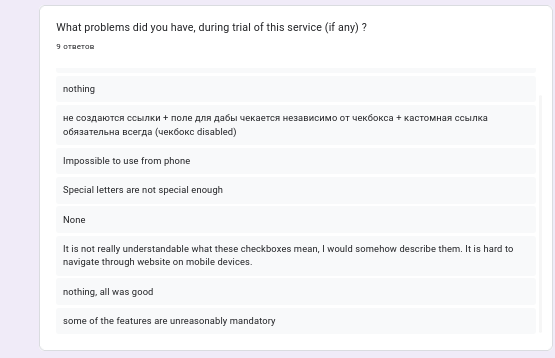 What problems did you have, during trial of this service (if any) ?
9 ответов
nothing
не создаются ссылки + поле для дабы чекается независимо от чекбокса + кастомная ссылка
обязательна всегда (чекбокс disabled)
Impossible to use from phone
Special letters are not special enough
None
It is not really understandable what these checkboxes mean, I would somehow describe them. It is hard to
navigate through website on mobile devices.
nothing, all was good
some of the features are unreasonably mandatory